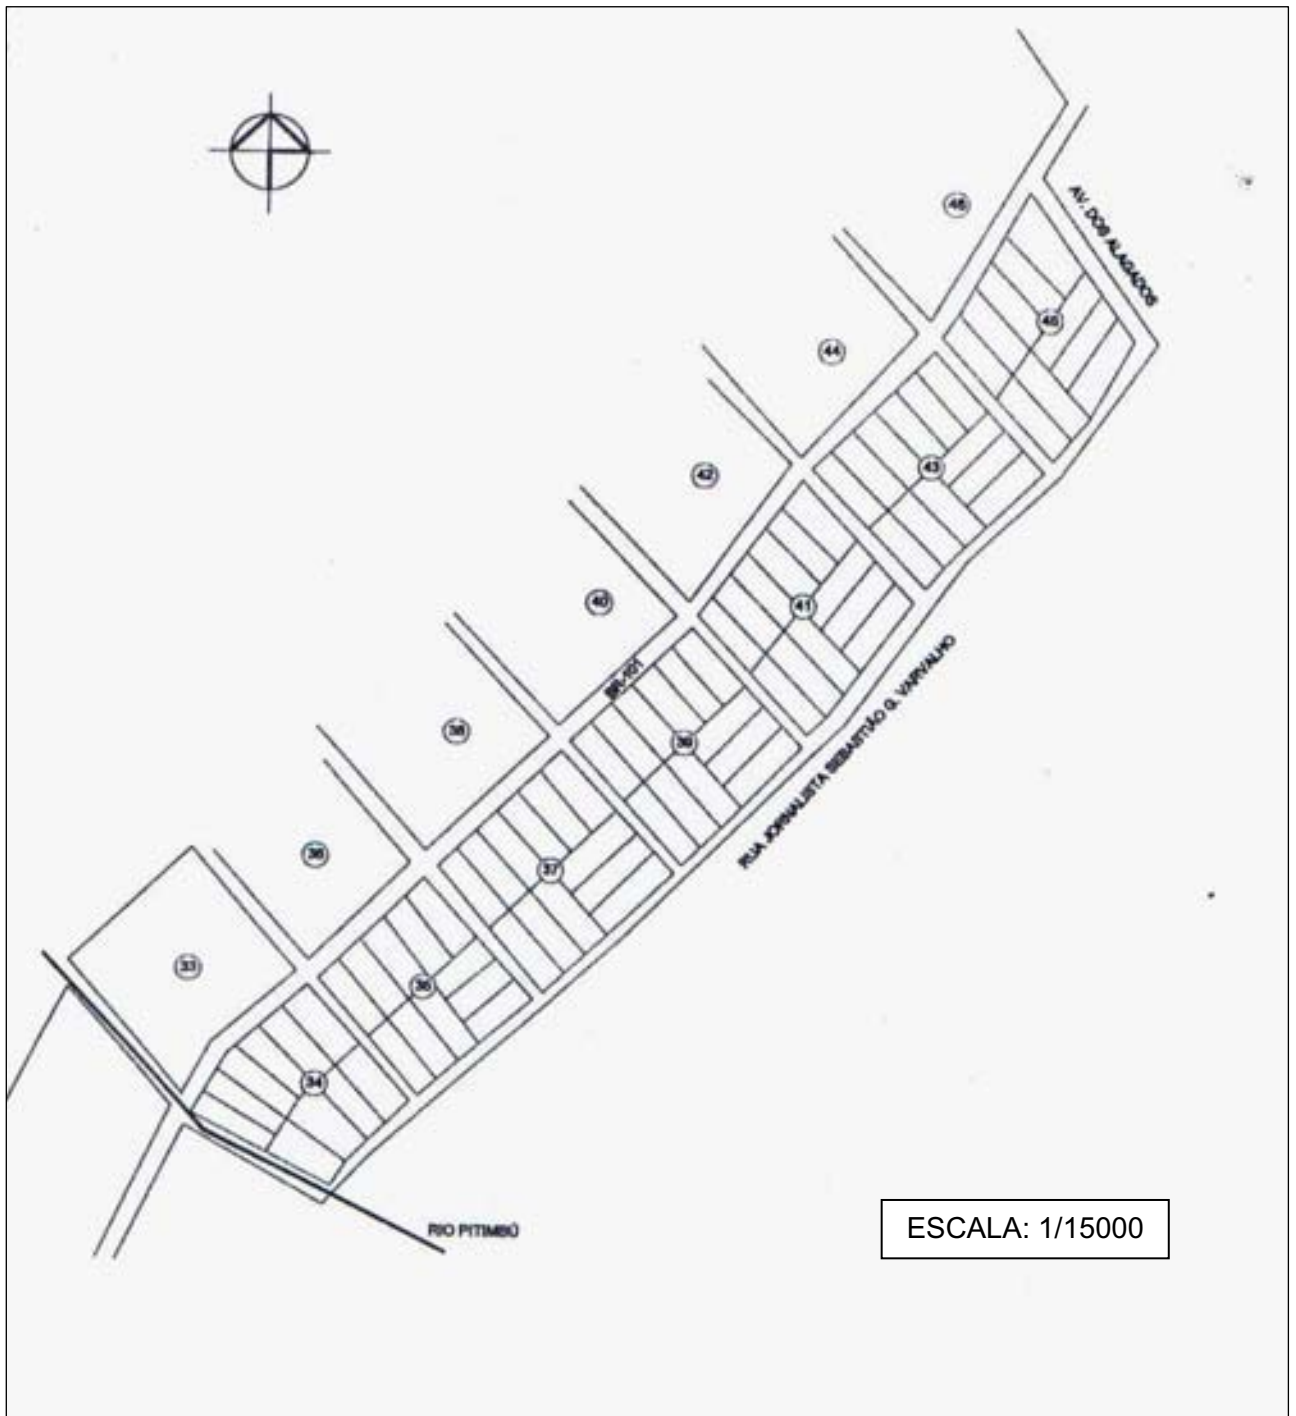 46
AV. DOS ALAGADOS
45
44
43
42
41
40
BR-101
39
38
RUA JORNALISTA SEBASTIÃO G. VARVALHO
37
36
35
33
34
RIO PITIMBÚ
ESCALA: 1/15000